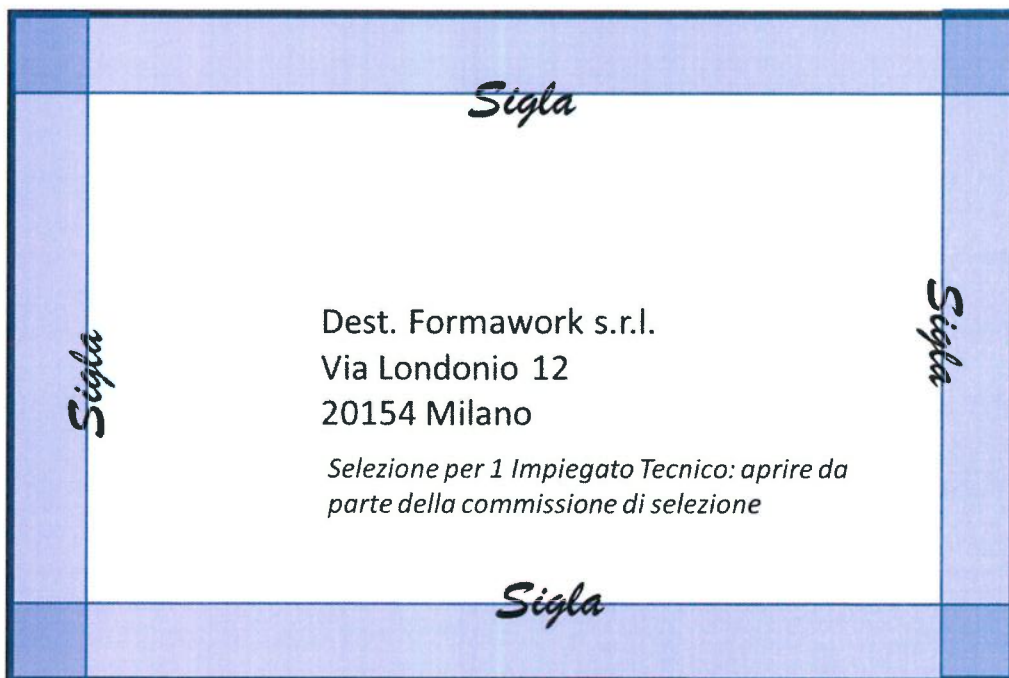 Sigla
Sigla
Sigla
Dest. Formawork s.r.l.
Via Londonio 12
20154 Milano
Selezione per 1 Impiegato Tecnico: aprire da
parte della commissione di selezione
Sigla